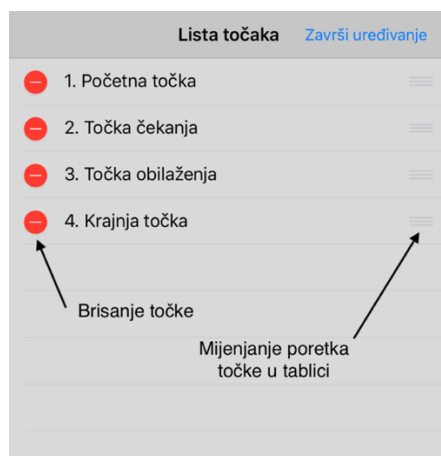 Lista točaka Završi uređivanje
1. Početna točka
2. Točka čekanja
3. Točka obilaženja
4. Krajnja točka
Brisanje točke
Mijenjanje poretka
točke u tablici